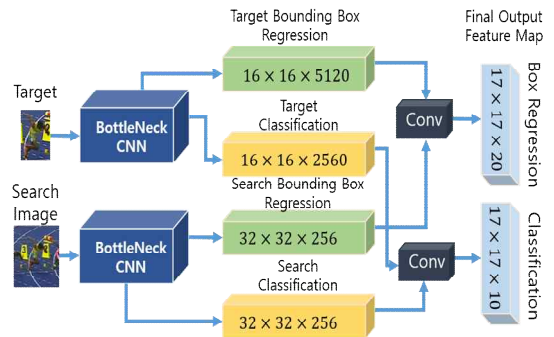 Target Bounding Box
Regression
Final Output
Feature Map
16 × 16 × 5120
Target
BottleNeck
CNN
Target
Classification
16 × 16 × 2560
Conv
17 × 17 × 20
Box Regression
Search
Image
BottleNeck
CNN
Search Bounding Box
Regression
32 × 32 × 256
Search
Classification
32 × 32 × 256
Conv
17 × 17 × 10
Classification